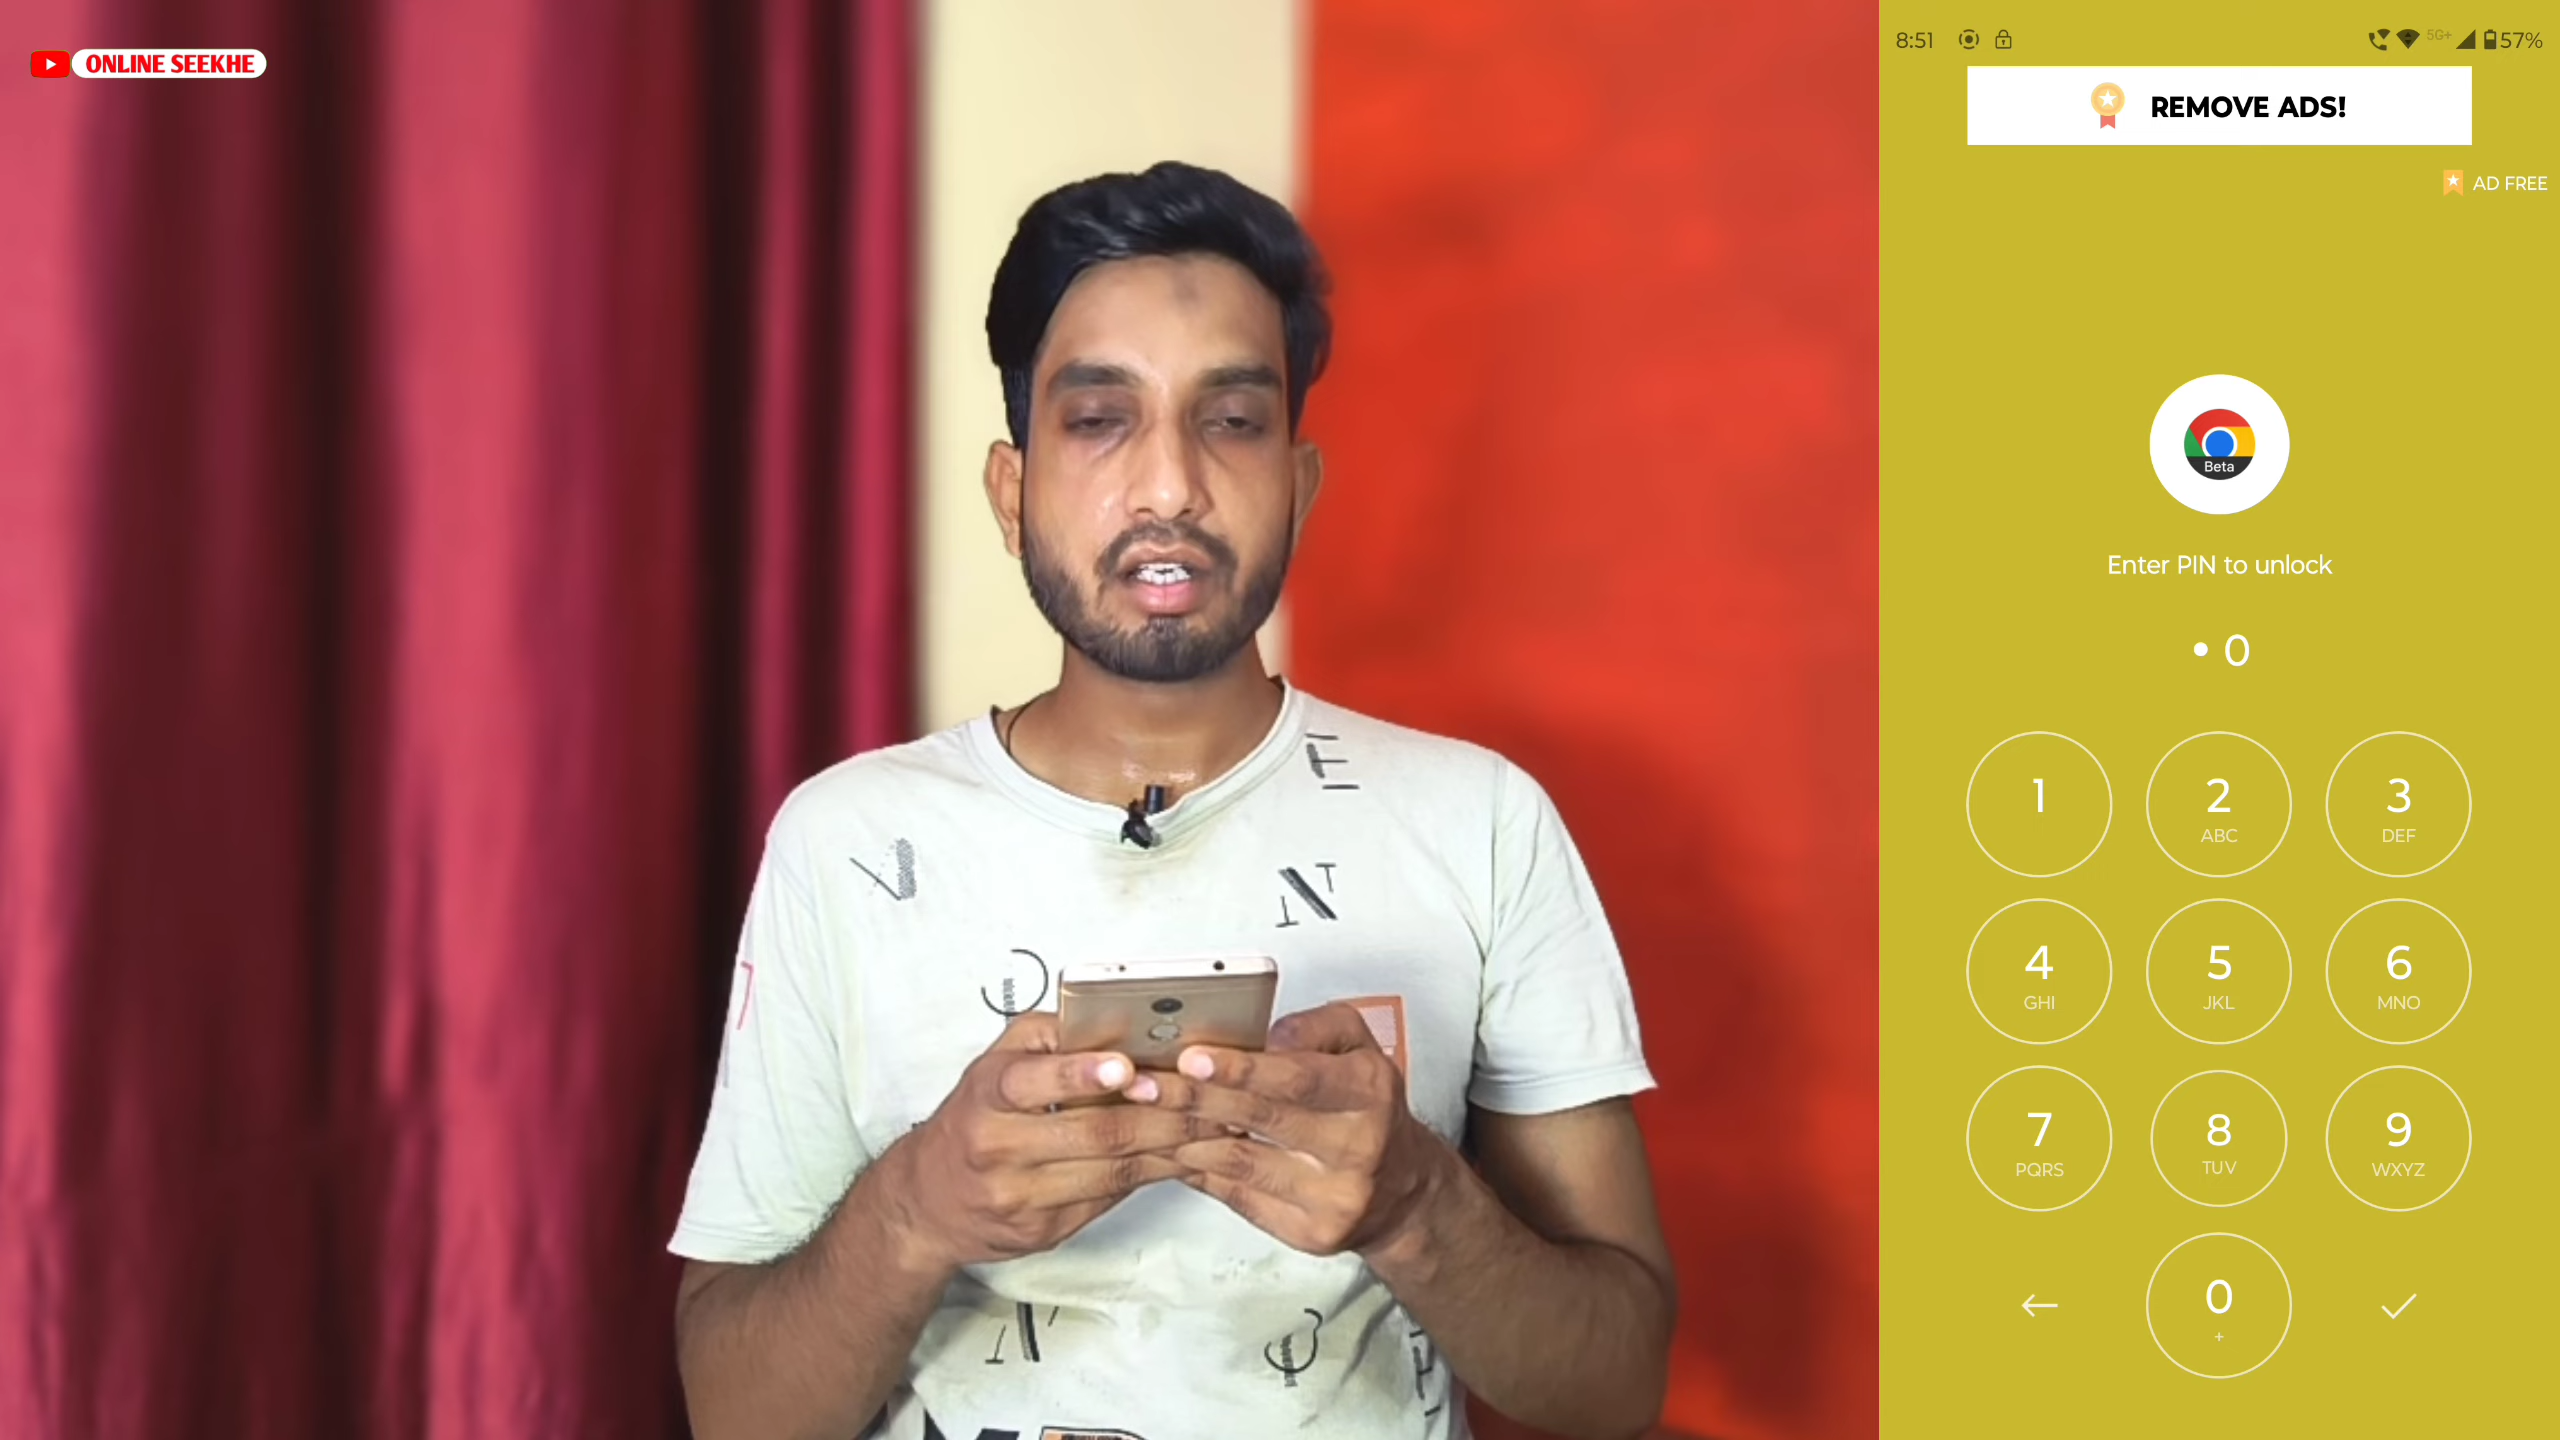 ONLINE SEEKHE
8:51 5G+ 57%
REMOVE ADS!
AD FREE
Beta
Enter PIN to unlock
• 0
1 2 3
ABC DEF
4 5 6
GHI JKL MNO
7 8 9
PQRS TUV WXYZ
0
+